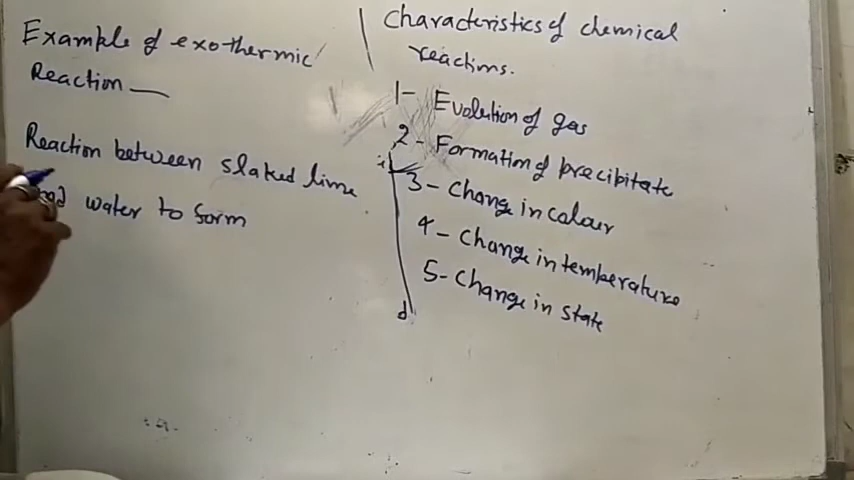 Example of exothermic
Reaction —
Reaction between slaked lime
and water to form
Characteristics of chemical
reactions.
1- Evolution of gas
2- Formation of precipitate
3- Change in colour
4- Change in temperature
5- Change in state